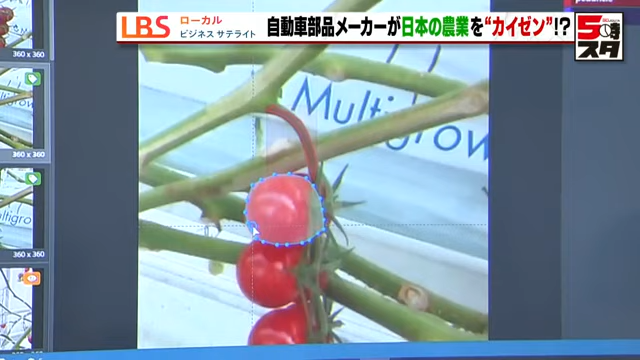 LBS
ローカル
ビジネス サテライト
自動車部品メーカーが日本の農業を"カイゼン"!?
5時
スタ
360 x 360
360 x 360
Multigrow
Multigrow
360 x 360
360 x 360